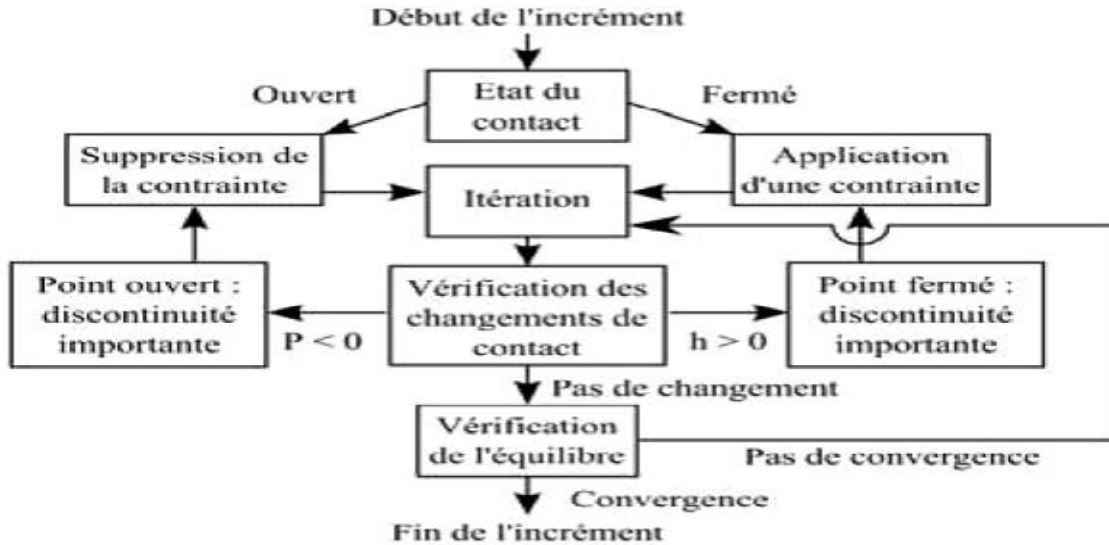 Début de l'incrément
Ouvert
Etat du
contact
Fermé
Suppression de
la contrainte
Itération
Application
d'une contrainte
Point ouvert :
discontinuité
importante
P < 0
Vérification des
changements de
contact
h > 0
Point fermé :
discontinuité
importante
Pas de changement
Vérification
de l'équilibre
Pas de convergence
Convergence
Fin de l'incrément